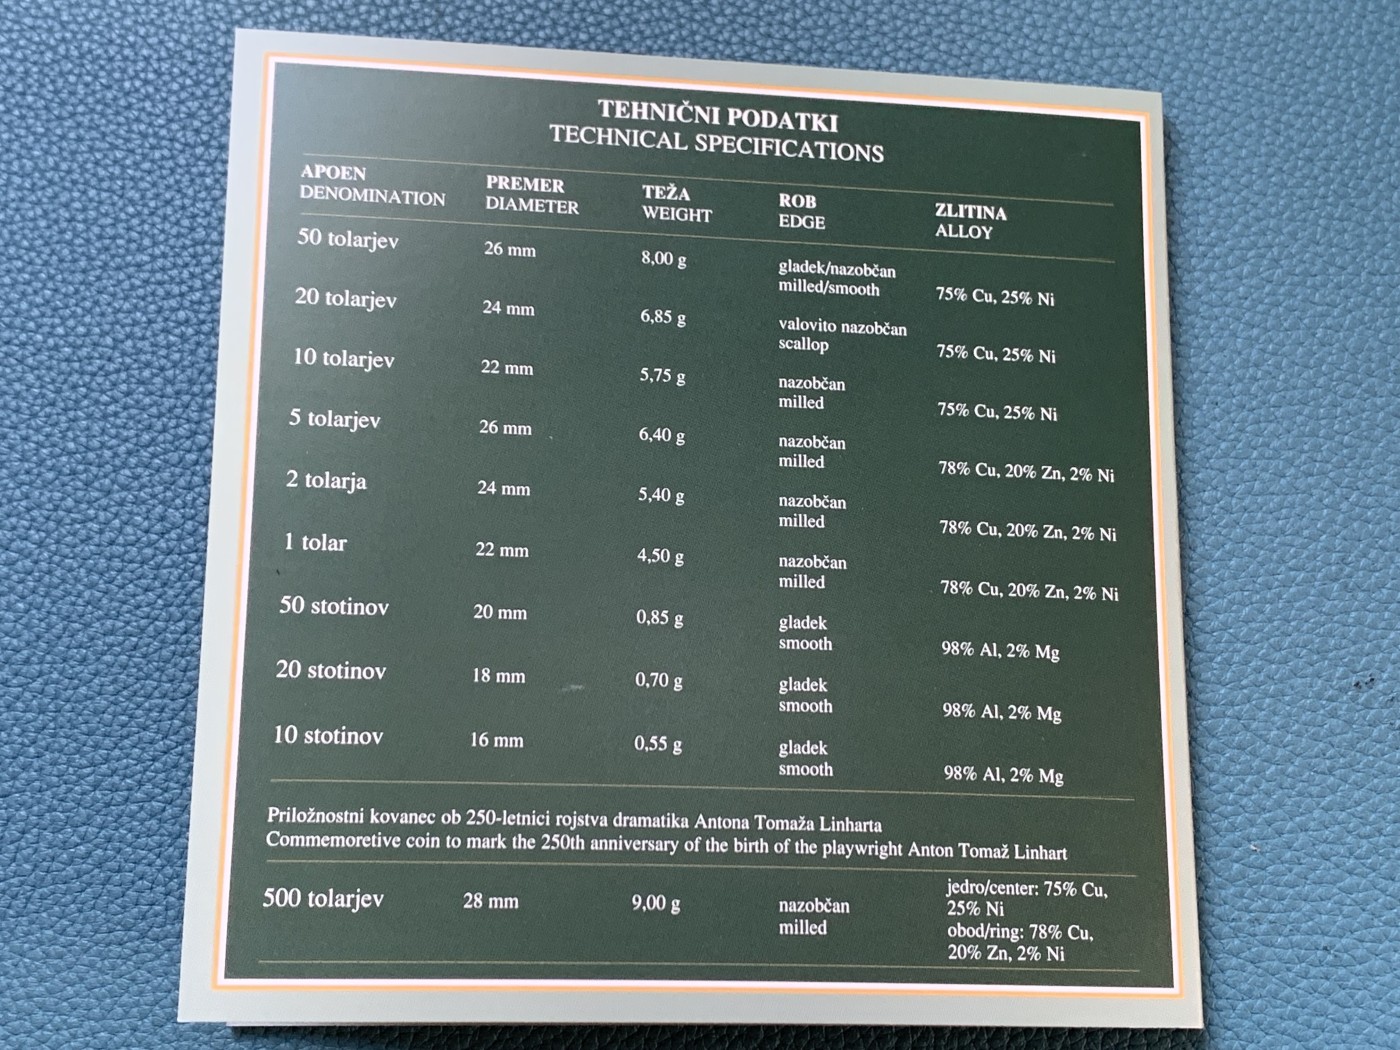 TEHNIČNI PODATKI
TECHNICAL SPECIFICATIONS
APOEN PREMER TEŽA ROB ZLITINA
DENOMINATION DIAMETER WEIGHT EDGE ALLOY
50 tolarjev 26 mm 8,00 g gladek/nazobčan
milled/smooth 75% Cu, 25% Ni
20 tolarjev 24 mm 6,85 g valovito nazobčan
scallop 75% Cu, 25% Ni
10 tolarjev 22 mm 5,75 g nazobčan
milled 75% Cu, 25% Ni
5 tolarjev 26 mm 6,40 g nazobčan
milled 78% Cu, 20% Zn, 2% Ni
2 tolarja 24 mm 5,40 g nazobčan
milled 78% Cu, 20% Zn, 2% Ni
1 tolar 22 mm 4,50 g nazobčan
milled 78% Cu, 20% Zn, 2% Ni
50 stotinov 20 mm 0,85 g gladek
smooth 98% Al, 2% Mg
20 stotinov 18 mm 0,70 g gladek
smooth 98% Al, 2% Mg
10 stotinov 16 mm 0,55 g gladek
smooth 98% Al, 2% Mg
Priložnostni kovanec ob 250-letnici rojstva dramatika Antona Tomaža Linharta
Commemoretive coin to mark the 250th anniversary of the birth of the playwright Anton Tomaž Linhart
500 tolarjev 28 mm 9,00 g nazobčan jedro/center: 75% Cu,
milled 25% Ni
obod/ring: 78% Cu,
20% Zn, 2% Ni